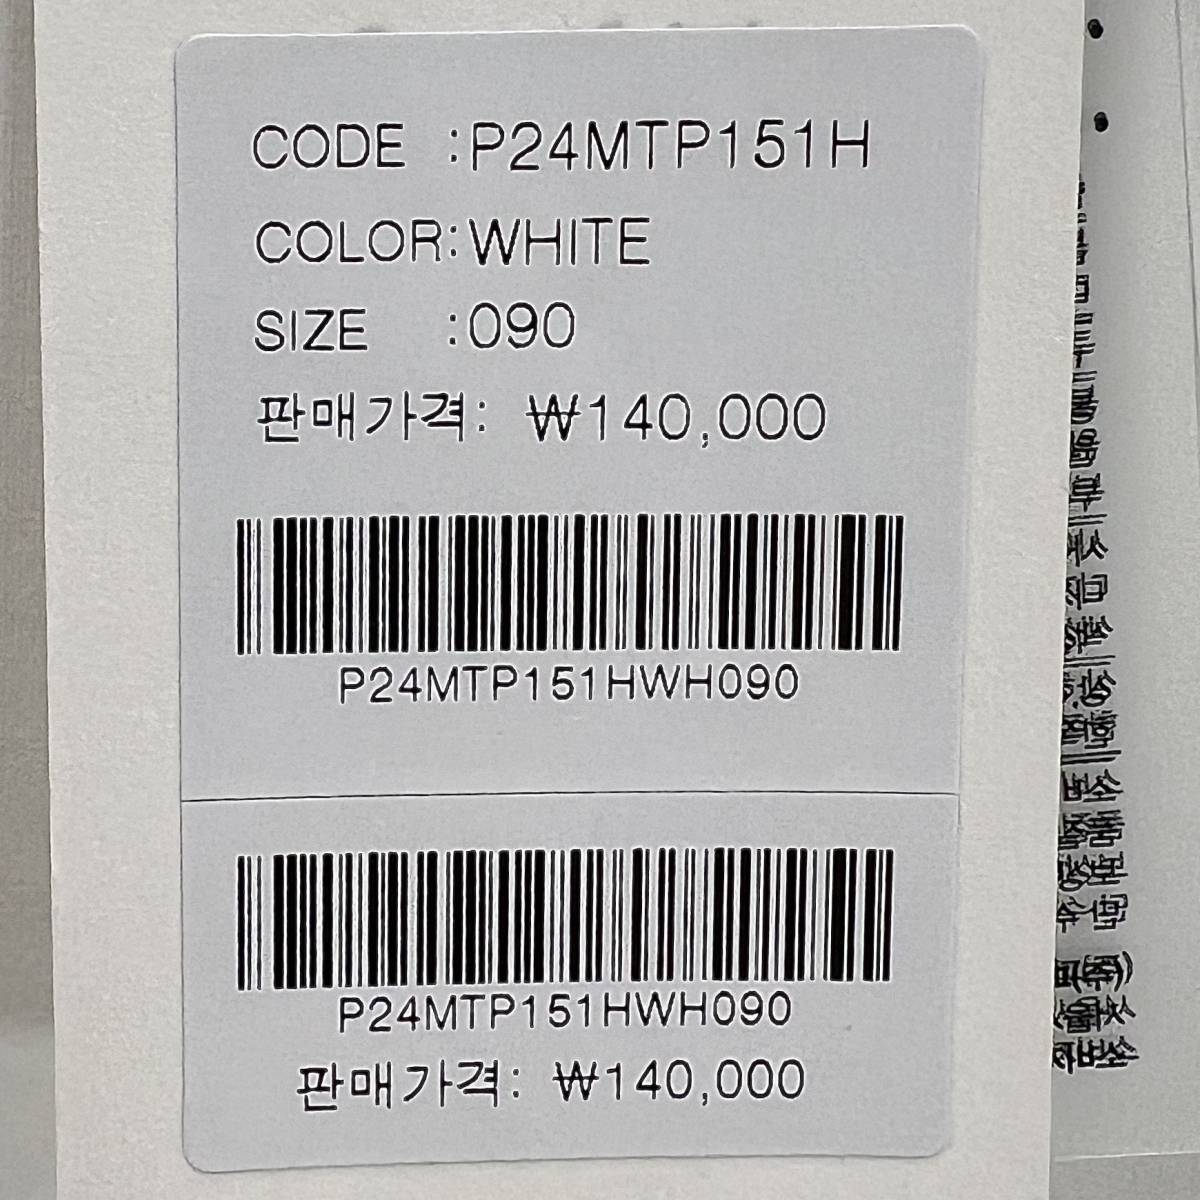 CODE :P24MTP151H
COLOR:WHITE
SIZE :090
판매가격: ₩140,000
P24MTP151HWH090
P24MTP151HWH090
판매가격: ₩140,000